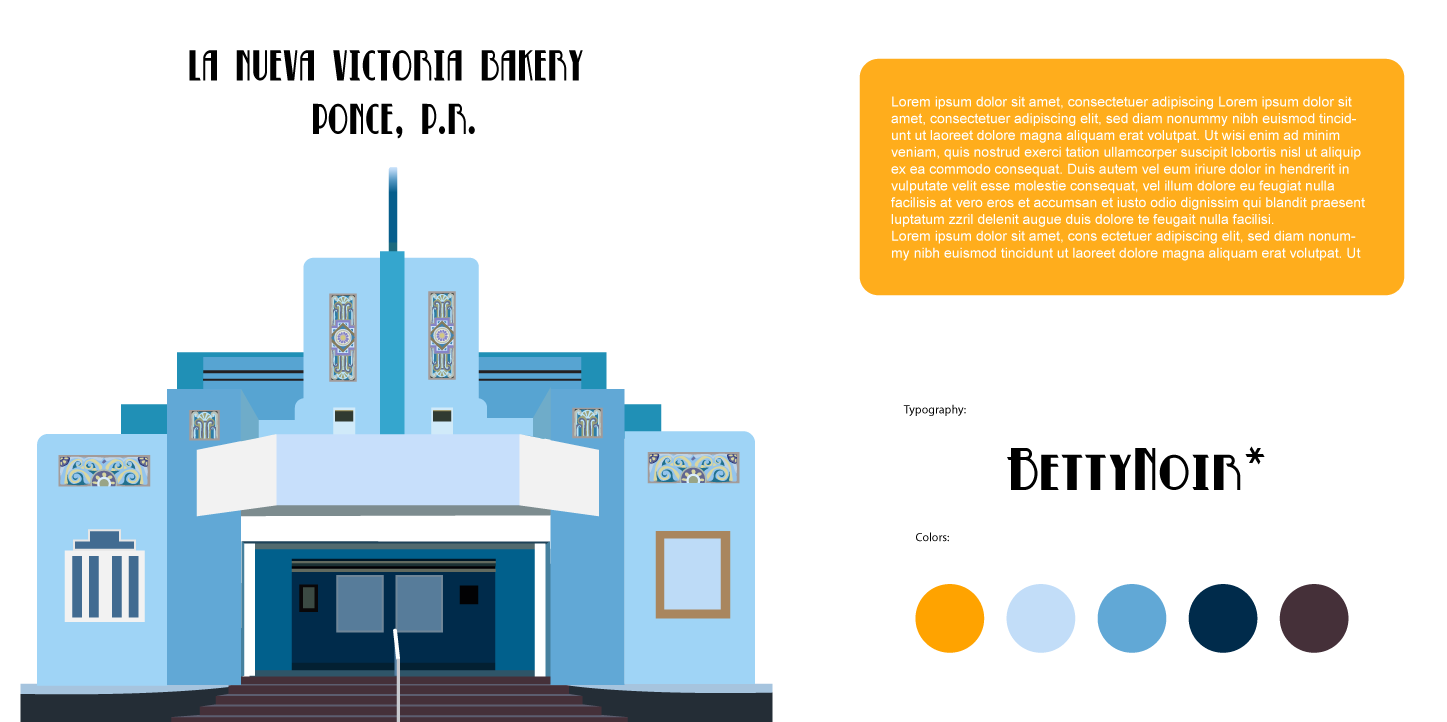 LA NUEVA VICTORIA BAKERY
PONCE, P.R.
Lorem ipsum dolor sit amet, consectetuer adipiscing Lorem ipsum dolor sit
amet, consectetuer adipiscing elit, sed diam nonummy nibh euismod tincid-
unt ut laoreet dolore magna aliquam erat volutpat. Ut wisi enim ad minim
veniam, quis nostrud exerci tation ullamcorper suscipit lobortis nisl ut aliquip
ex ea commodo consequat. Duis autem vel eum iriure dolor in hendrerit in
vulputate velit esse molestie consequat, vel illum dolore eu feugiat nulla
facilisis at vero eros et accumsan et iusto odio dignissim qui blandit praesent
luptatum zzril delenit augue duis dolore te feugait nulla facilisi.
Lorem ipsum dolor sit amet, cons ectetuer adipiscing elit, sed diam nonum-
my nibh euismod tincidunt ut laoreet dolore magna aliquam erat volutpat. Ut
Typography:
BettyNoir*
Colors: